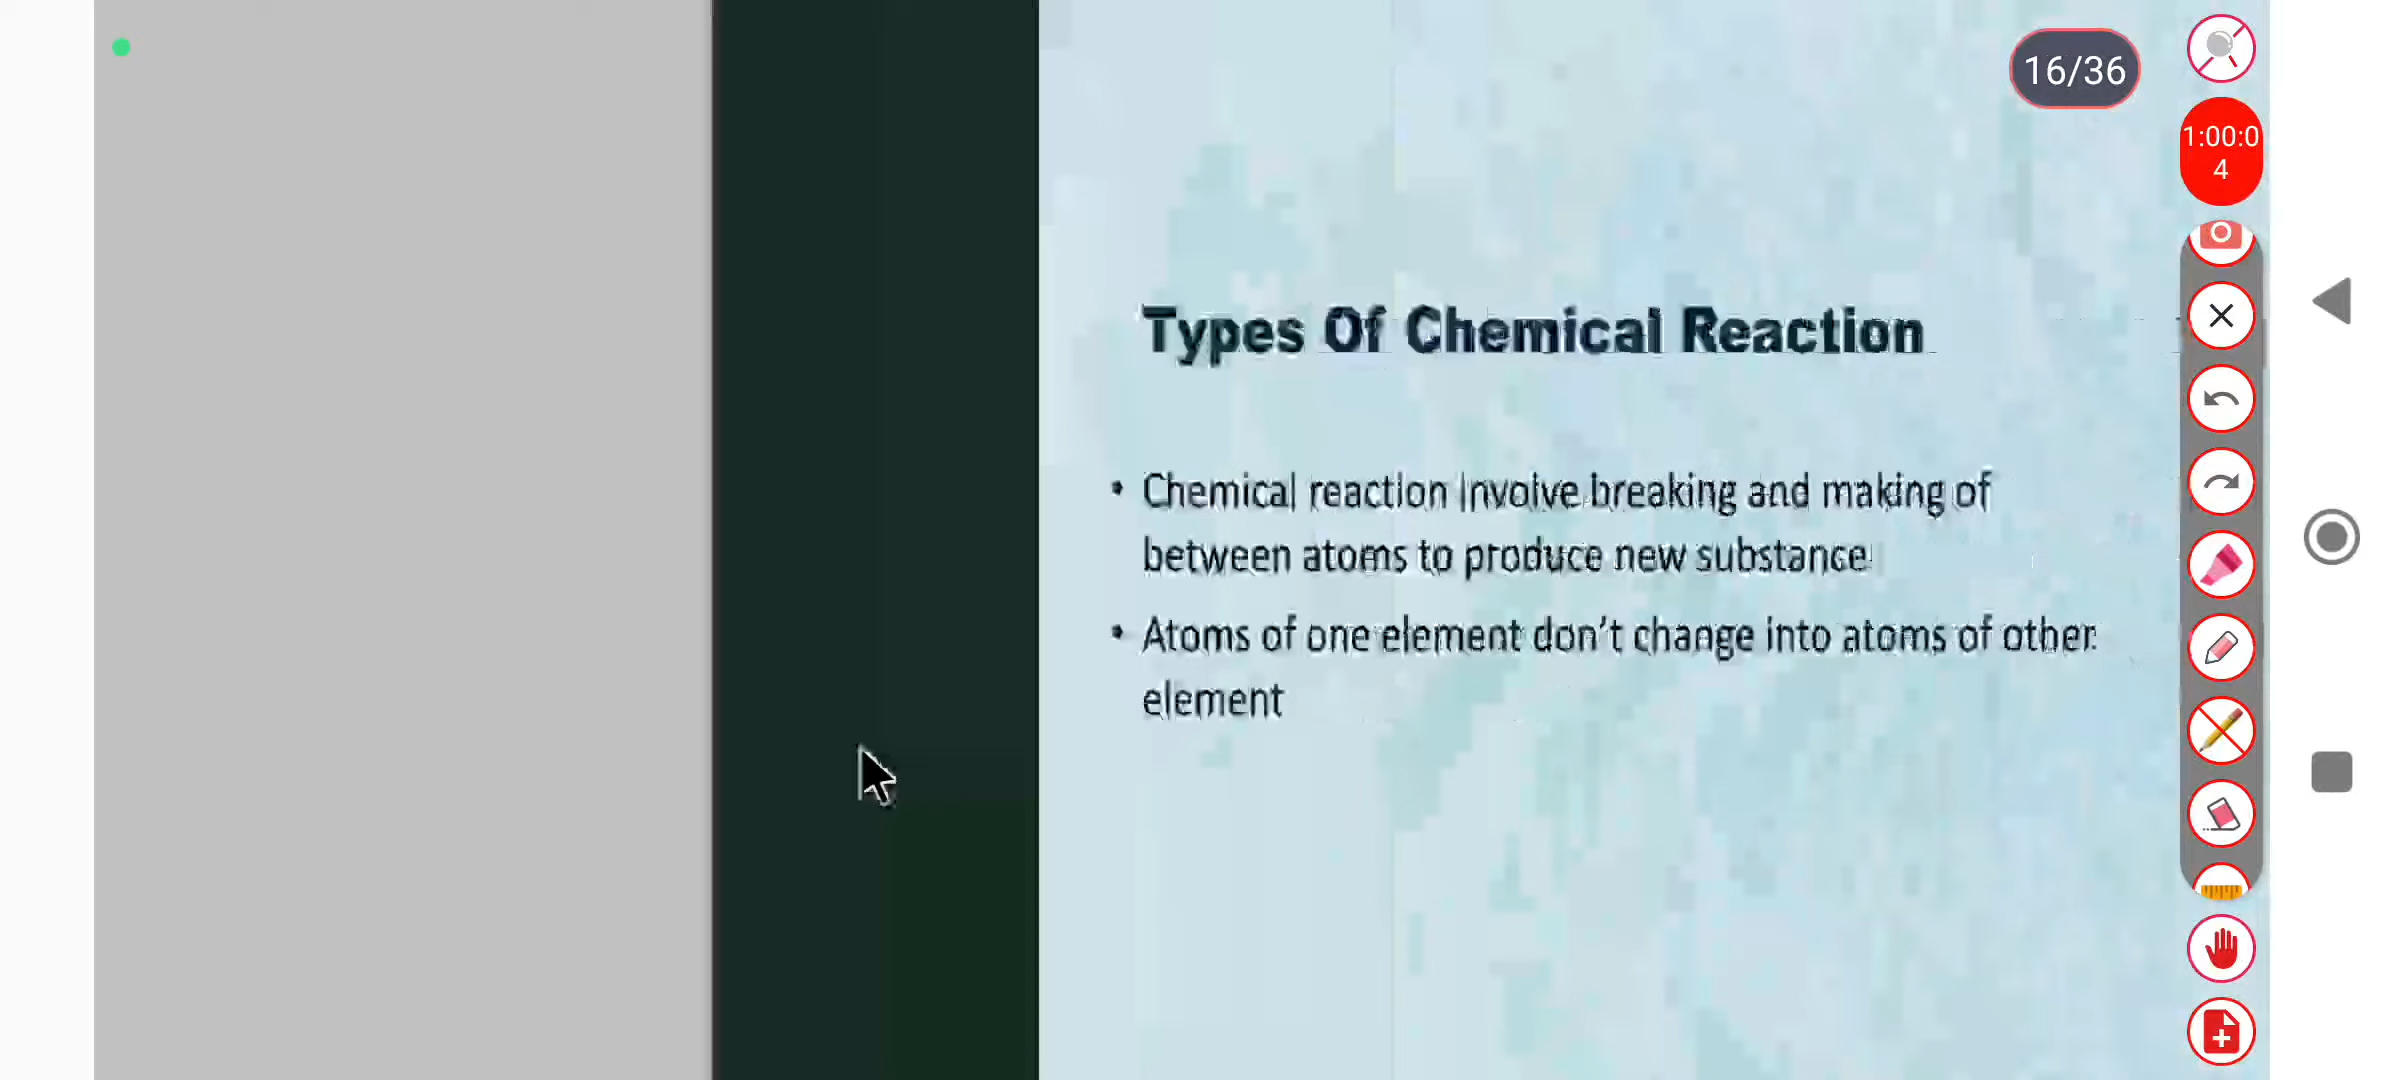 16/36
1:00:0
4
Types Of Chemical Reaction
• Chemical reaction involve breaking and making of
between atoms to produce new substance
• Atoms of one element don't change into atoms of other
element